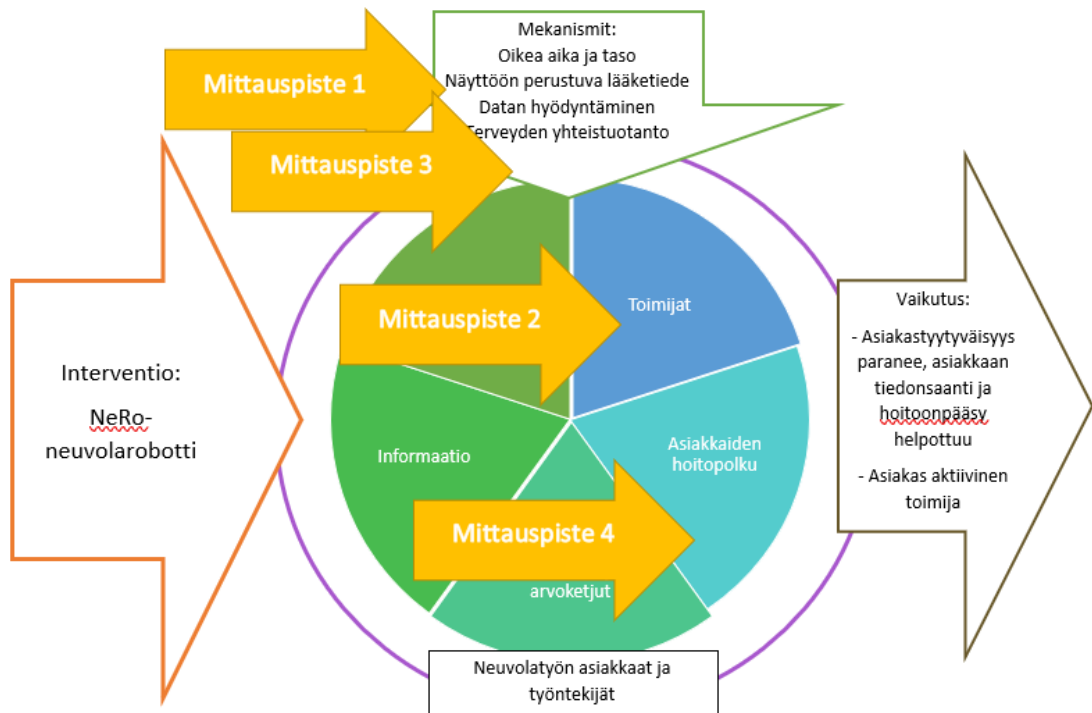 Mekanismit:
Oikea aika ja taso
Näyttöön perustuva lääketiede
Datan hyödyntäminen
yhteistuotanto
Mittauspiste 1
Mittauspiste 3
Mittauspiste 2
Mittauspiste 4
Interventio:
NeRo-
neuvolarobotti
Toimijat
Asiakkaiden
hoitopolku
Informaatio
arvoketjut
Neuvolatyön asiakkaat ja
työntekijät
Vaikutus:
- Asiakastyytyväisyys
paranee, asiakkaan
tiedonsaanti ja
hoitoonpääsy
helpottuu
- Asiakas aktiivinen
toimija